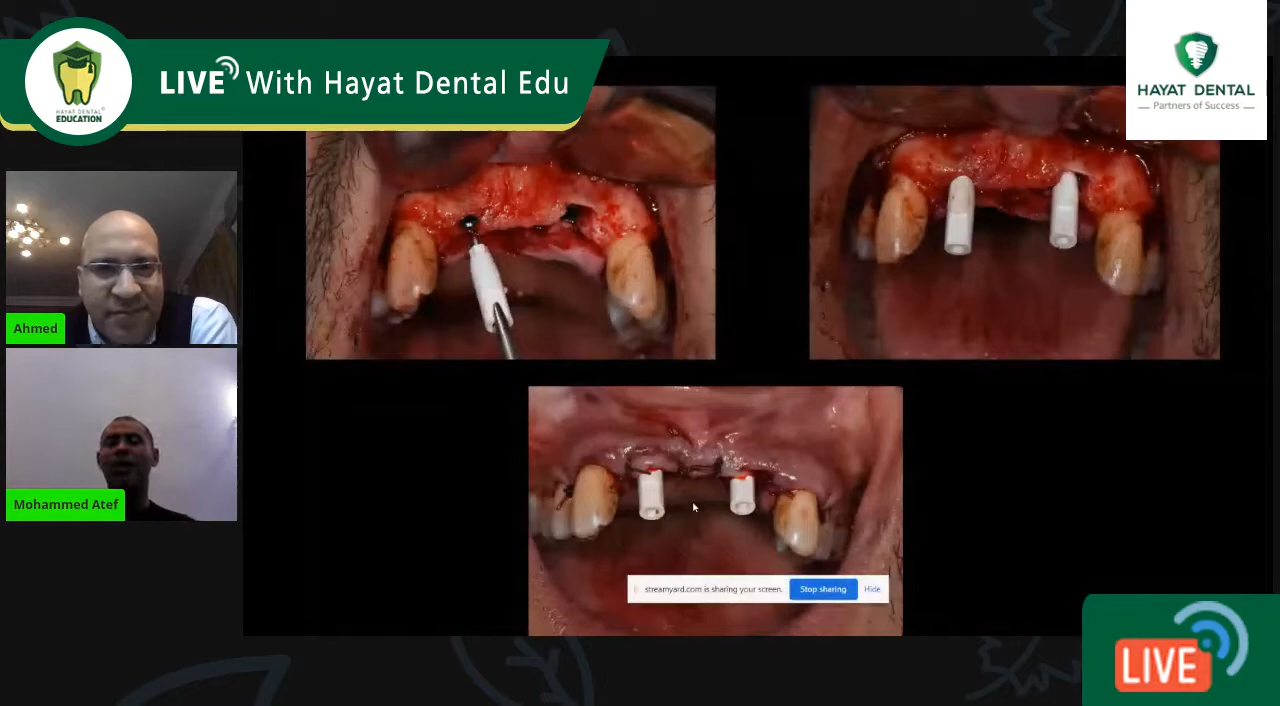 HAYAT DENTAL
EDUCATION
LIVE With Hayat Dental Edu
HAYAT DENTAL
Partners of Success
Ahmed
Mohammed Atef
streamyard.com is sharing your screen.
Stop sharing
Hide
LIVE